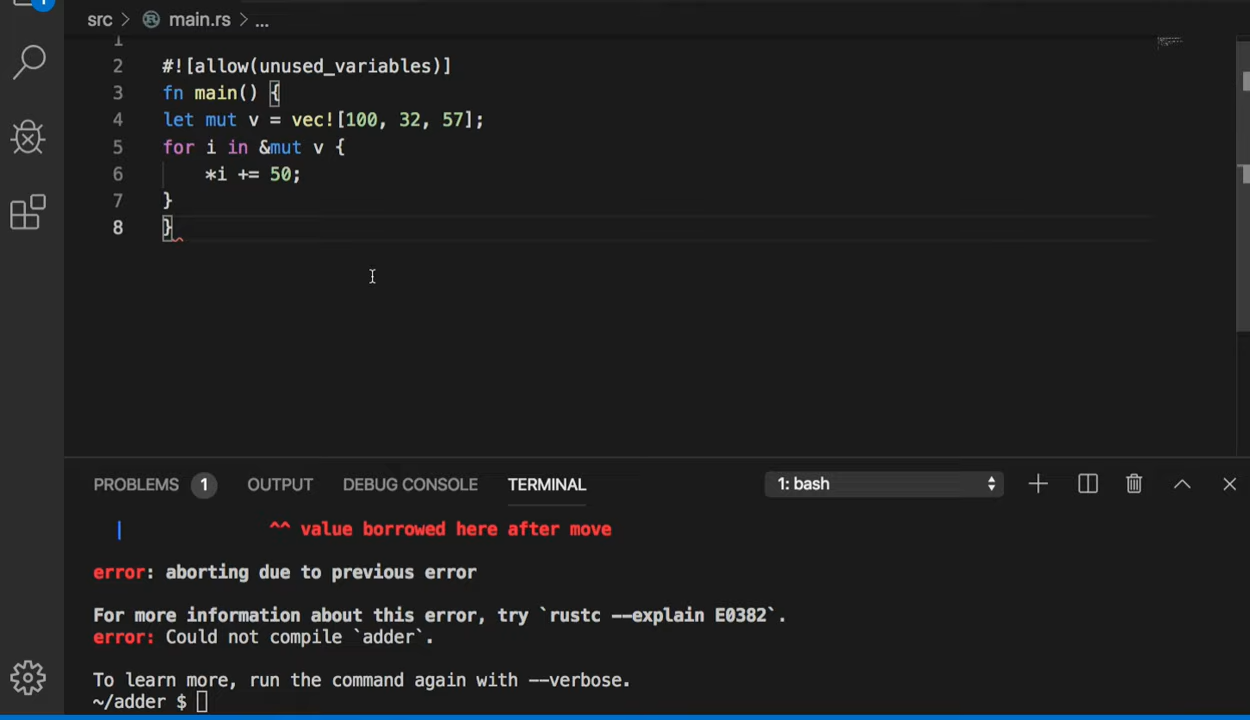 1
src > main.rs > ...
1
2 #![allow(unused_variables)]
3 fn main() {
4 let mut v = vec![100, 32, 57];
5 for i in &mut v {
6     *i += 50;
7 }
8 }
PROBLEMS 1 OUTPUT DEBUG CONSOLE TERMINAL 1: bash
| ^^ value borrowed here after move
error: aborting due to previous error
For more information about this error, try `rustc --explain E0382`.
error: Could not compile `adder`.
To learn more, run the command again with --verbose.
~/adder $